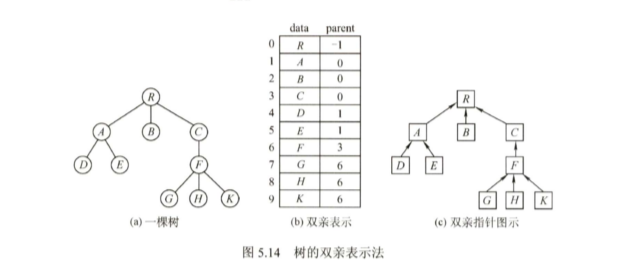 data parent
0 R -1
1 A 0
2 B 0
3 C 0
4 D 1
5 E 1
6 F 3
7 G 6
8 H 6
9 K 6
R
A B C
D E F
G H K
R
A B C
D E F
G H K
(a) 一棵树
(b) 双亲表示
(c) 双亲指针图示
图 5.14 树的双亲表示法